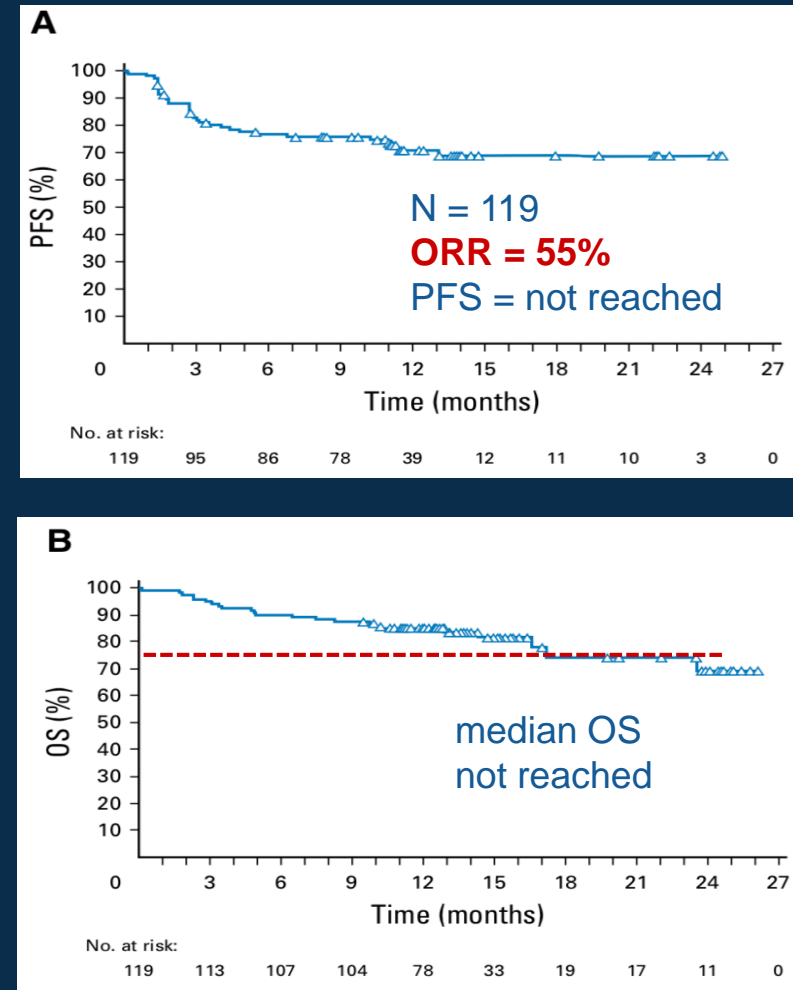 A
100
90
80
70
60
50
40
30
20
10
PFS (%)
N = 119
ORR = 55%
PFS = not reached
0 3 6 9 12 15 18 21 24 27
Time (months)
No. at risk:
119 95 86 78 39 12 11 10 3 0
B
100
90
80
70
60
50
40
30
20
10
OS (%)
median OS
not reached
0 3 6 9 12 15 18 21 24 27
Time (months)
No. at risk:
119 113 107 104 78 33 19 17 11 0